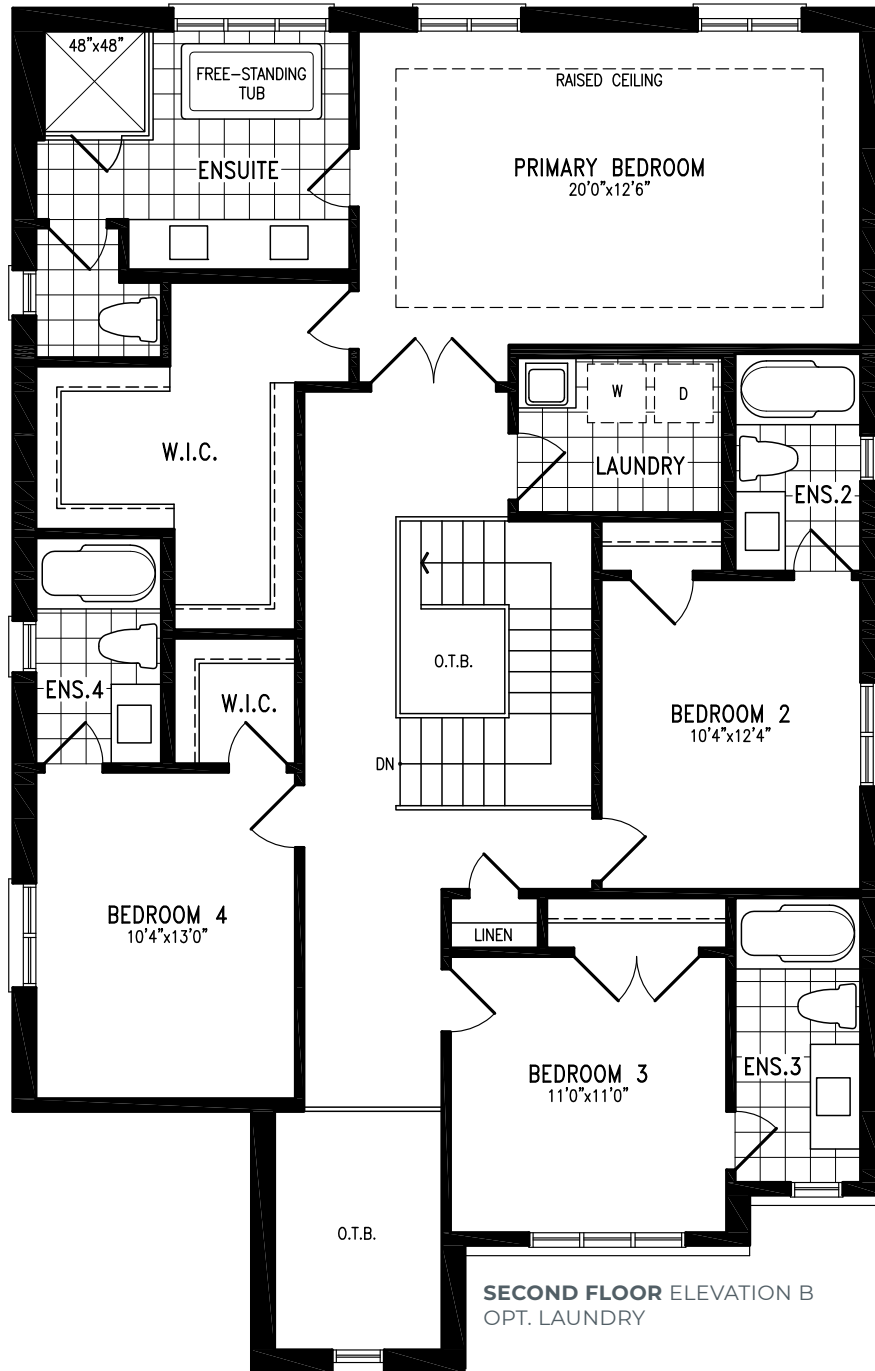 48"x48"
FREE-STANDING
TUB
RAISED CEILING
ENSUITE
PRIMARY BEDROOM
20'0"x12'6"
W
D
W.I.C.
LAUNDRY
ENS.2
O.T.B.
ENS.4
W.I.C.
BEDROOM 2
10'4"x12'4"
DN
BEDROOM 4
10'4"x13'0"
LINEN
BEDROOM 3
11'0"x11'0"
ENS.3
O.T.B.
SECOND FLOOR ELEVATION B
OPT. LAUNDRY